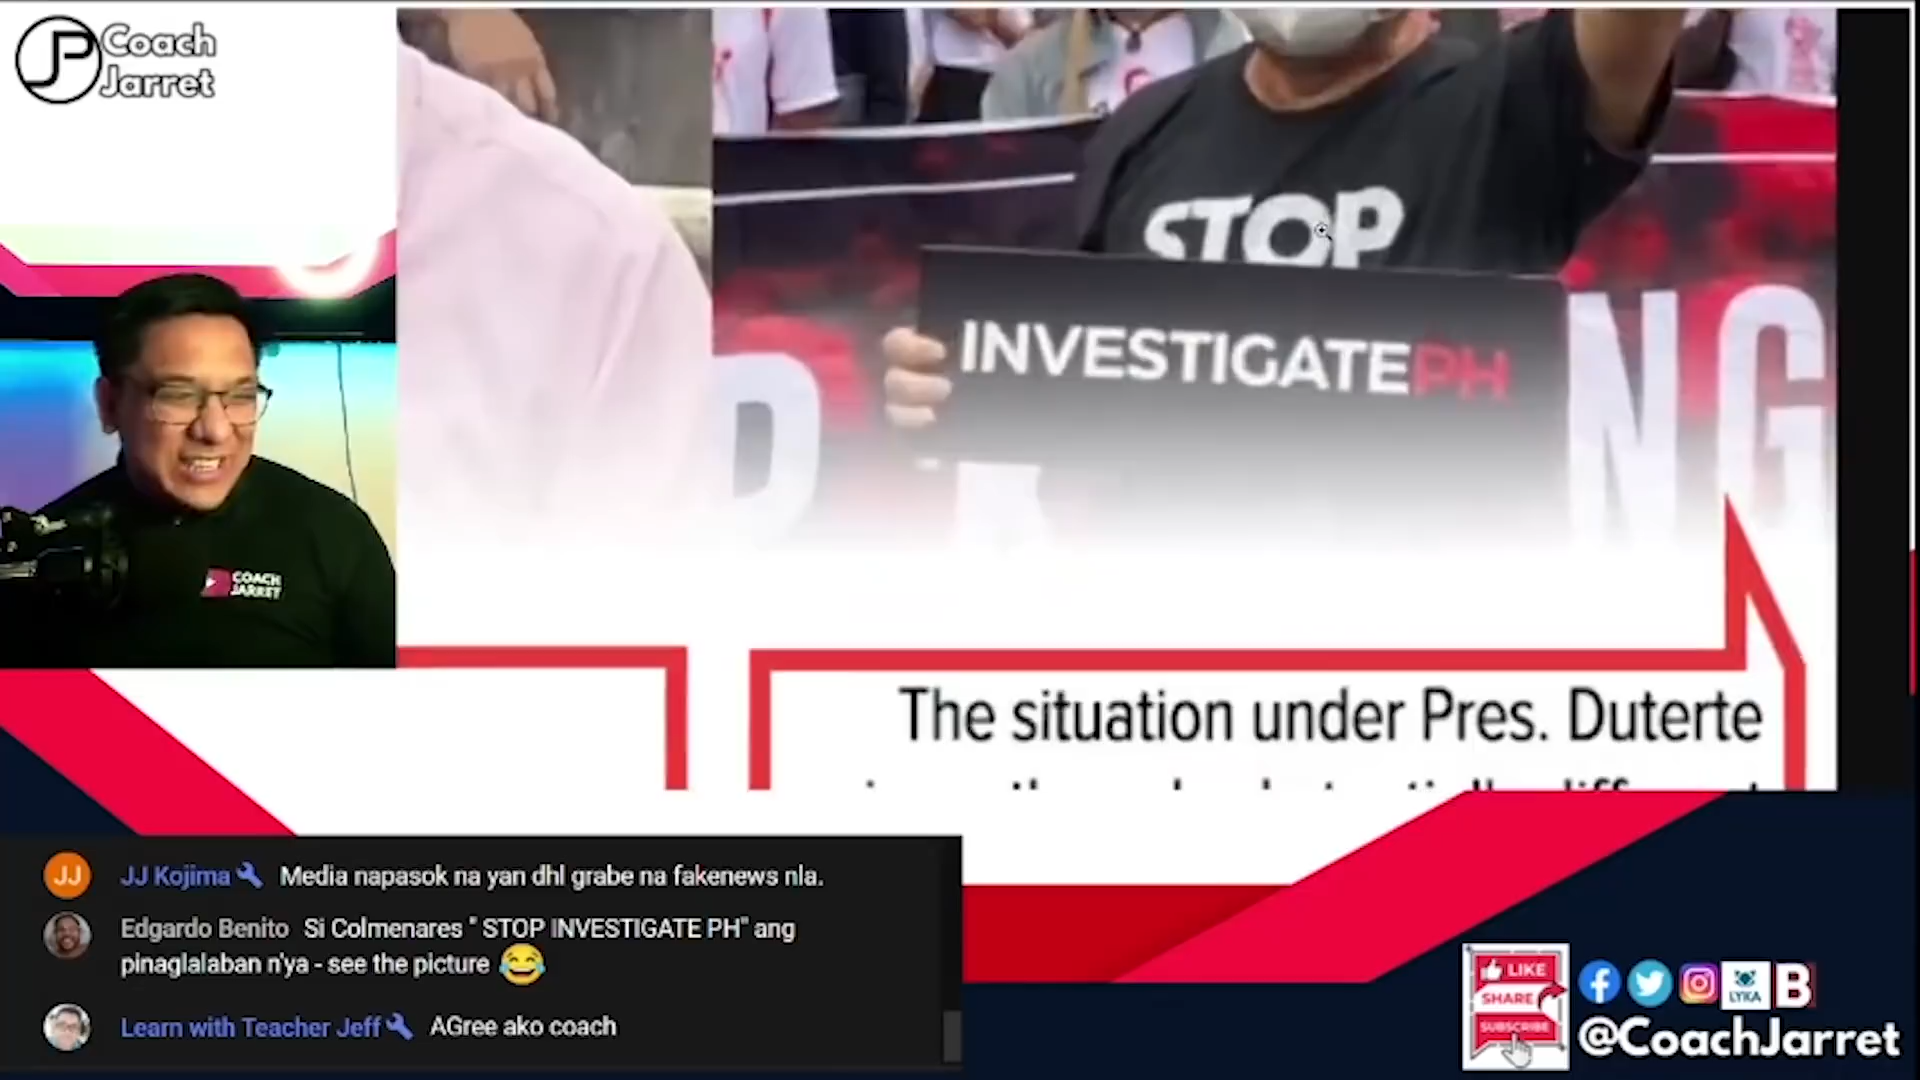 Coach
Jarret
STOP
INVESTIGATEPH
NG
COACH
JARRET
The situation under Pres. Duterte
JJ JJ Kojima Media napasok na yan dhl grabe na fakenews nla.
Edgardo Benito Si Colmenares " STOP INVESTIGATE PH" ang
pinaglalaban n'ya - see the picture 😂
Learn with Teacher Jeff AGree ako coach
LIKE
SHARE
SUBSCRIBE
LYKA
B
@CoachJarret